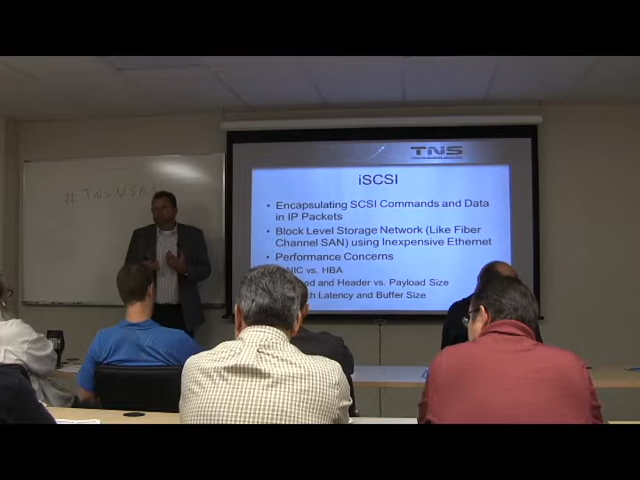 TNS
iSCSI
• Encapsulating SCSI Commands and Data
in IP Packets
• Block Level Storage Network (Like Fiber
Channel SAN) using Inexpensive Ethernet
• Performance Concerns
NIC vs. HBA
and Header vs. Payload Size
Latency and Buffer Size
# TNSUSA